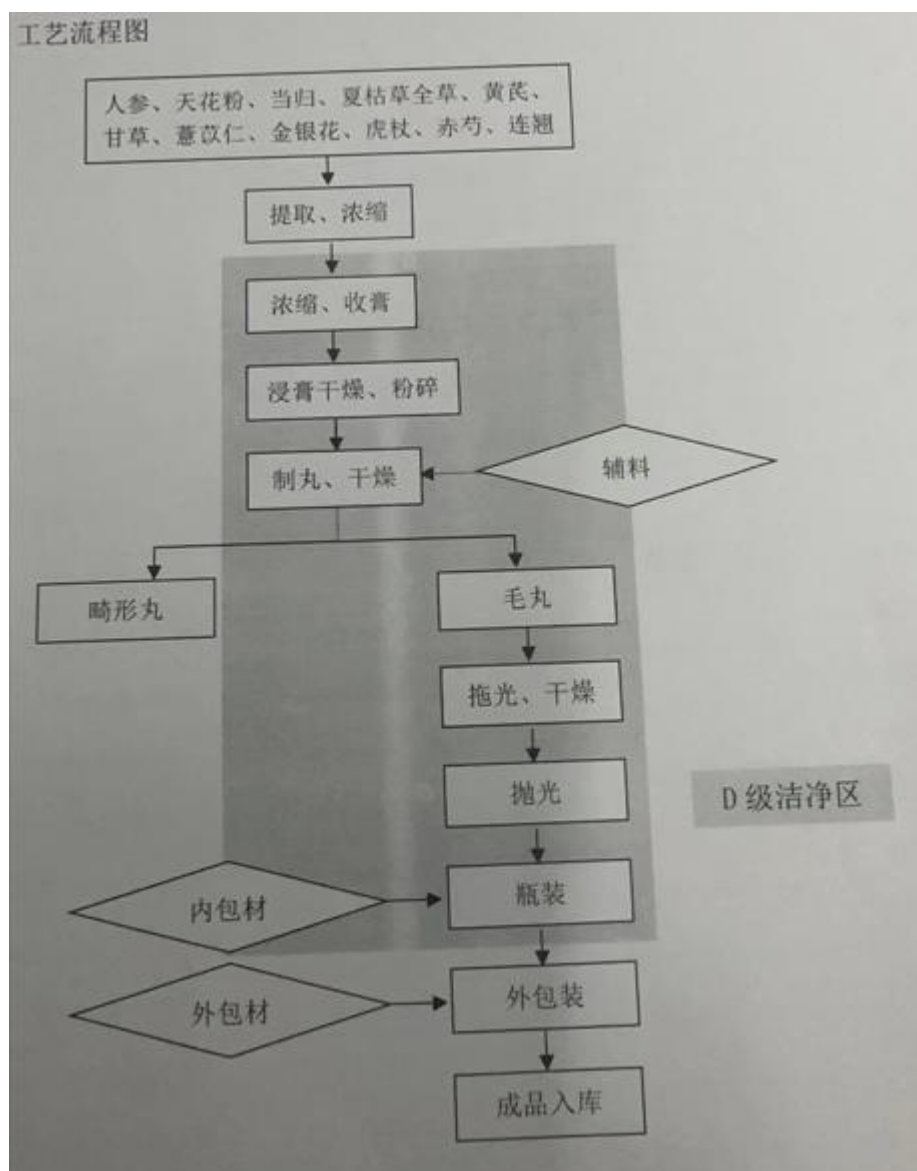 工艺流程图
人参、天花粉、当归、夏枯草全草、黄芪、
甘草、薏苡仁、金银花、虎杖、赤芍、连翘
提取、浓缩
浓缩、收膏
浸膏干燥、粉碎
制丸、干燥
辅料
畸形丸
毛丸
拖光、干燥
抛光
D级洁净区
内包材
瓶装
外包材
外包装
成品入库